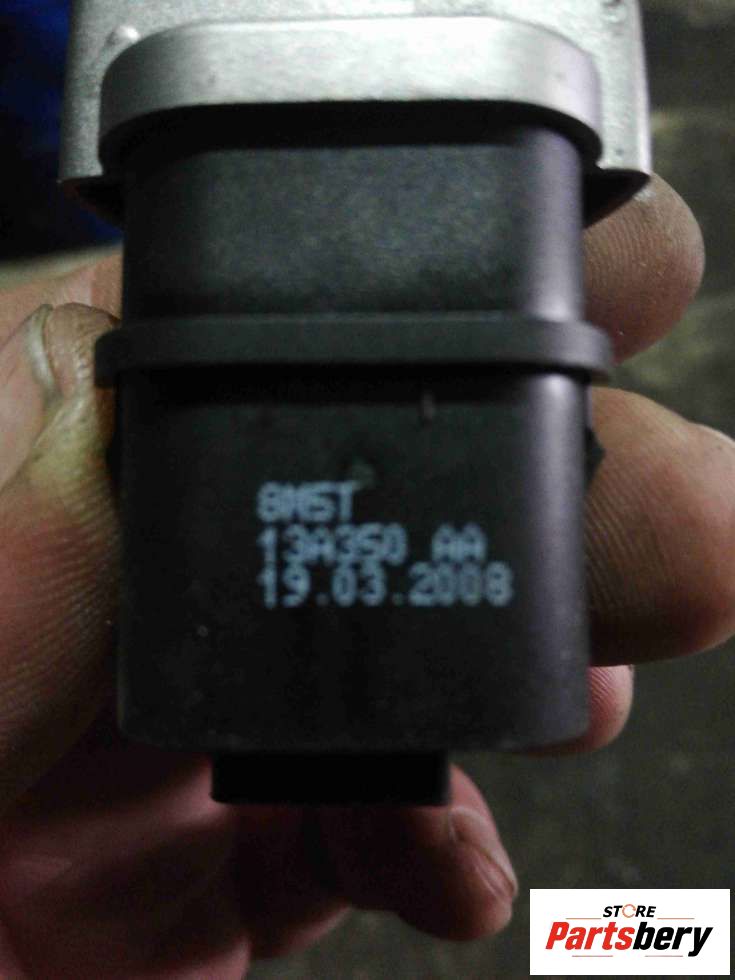 8M5T
13A350 AA
19.03.2008
STORE
Partsbery